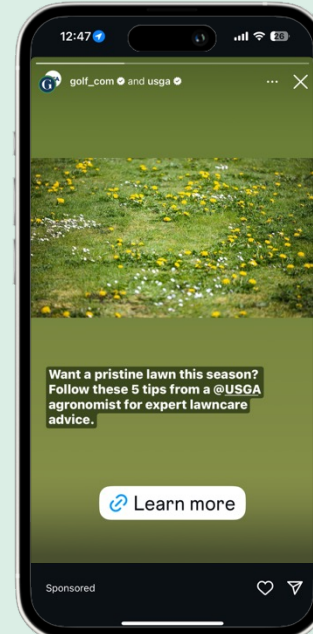 12:47
26
golf_com and usga
Want a pristine lawn this season?
Follow these 5 tips from a @USGA
agronomist for expert lawncare
advice.
Learn more
Sponsored